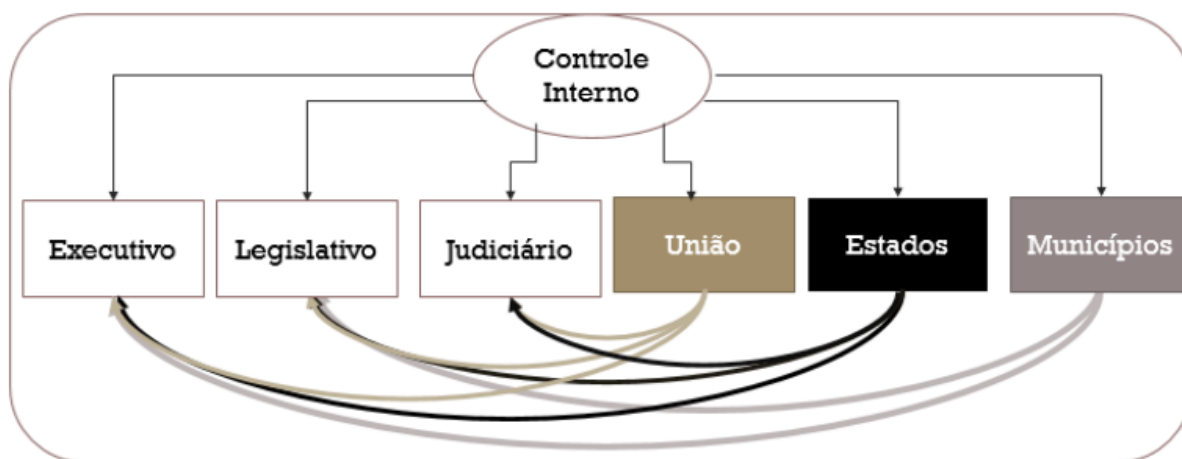 Controle
Interno
Executivo
Legislativo
Judiciário
União
Estados
Municípios